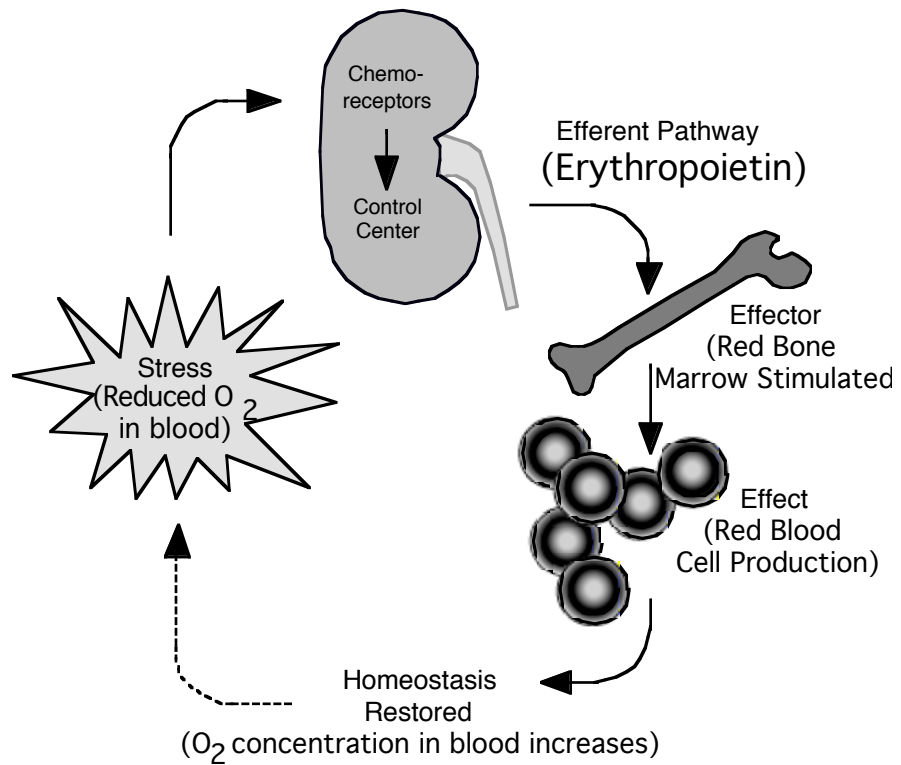 Chemo-
receptors
Control
Center
Efferent Pathway
(Erythropoietin)
Effector
(Red Bone
Marrow Stimulated
Effect
(Red Blood
Cell Production)
Homeostasis
Restored
(O2 concentration in blood increases)
Stress
(Reduced O 2
in blood)